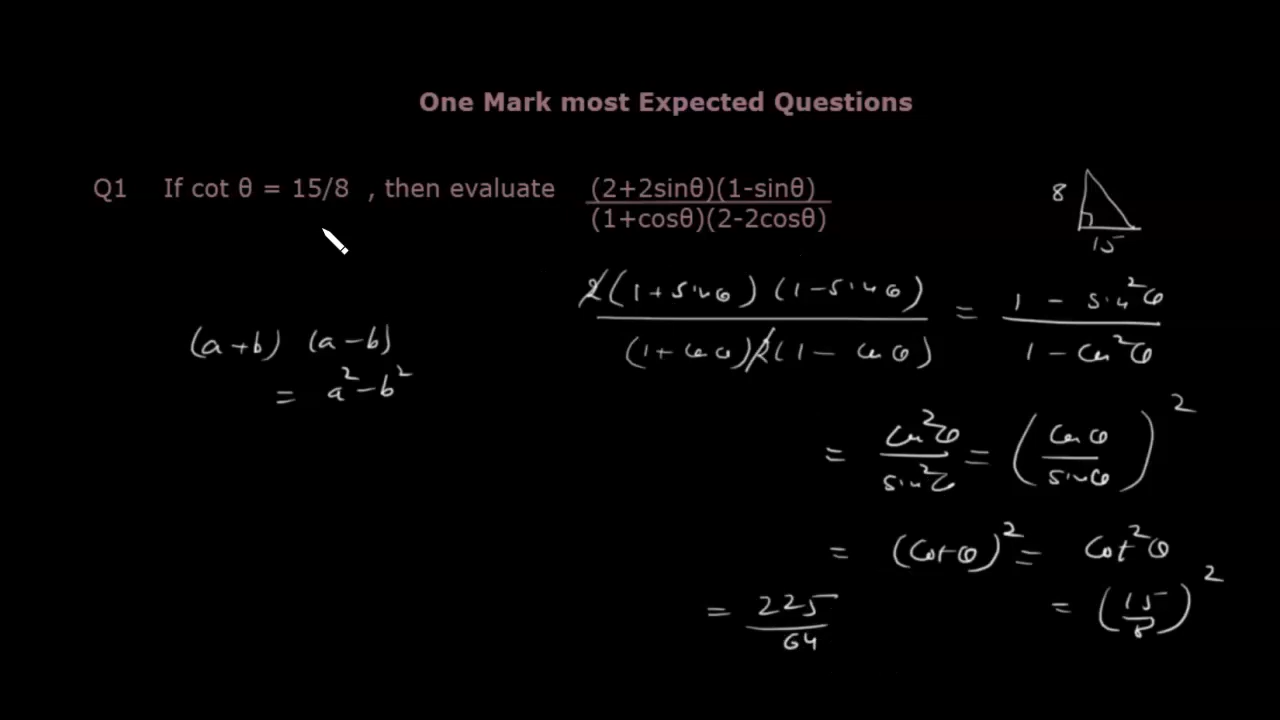 One Mark most Expected Questions
Q1 If cot θ = 15/8 , then evaluate (2+2sinθ)(1-sinθ)
(1+cosθ)(2-2cosθ)
8
15
2(1+sinθ)(1-sinθ) = 1 - sin²θ
(1+cosθ)2(1 - cosθ) 1 - cos²θ
(a+b) (a-b)
= a²-b²
= cos²θ = (cosθ)²
sin²θ sinθ
= (cotθ)² = cot²θ
= 225 = (15)²
64 8